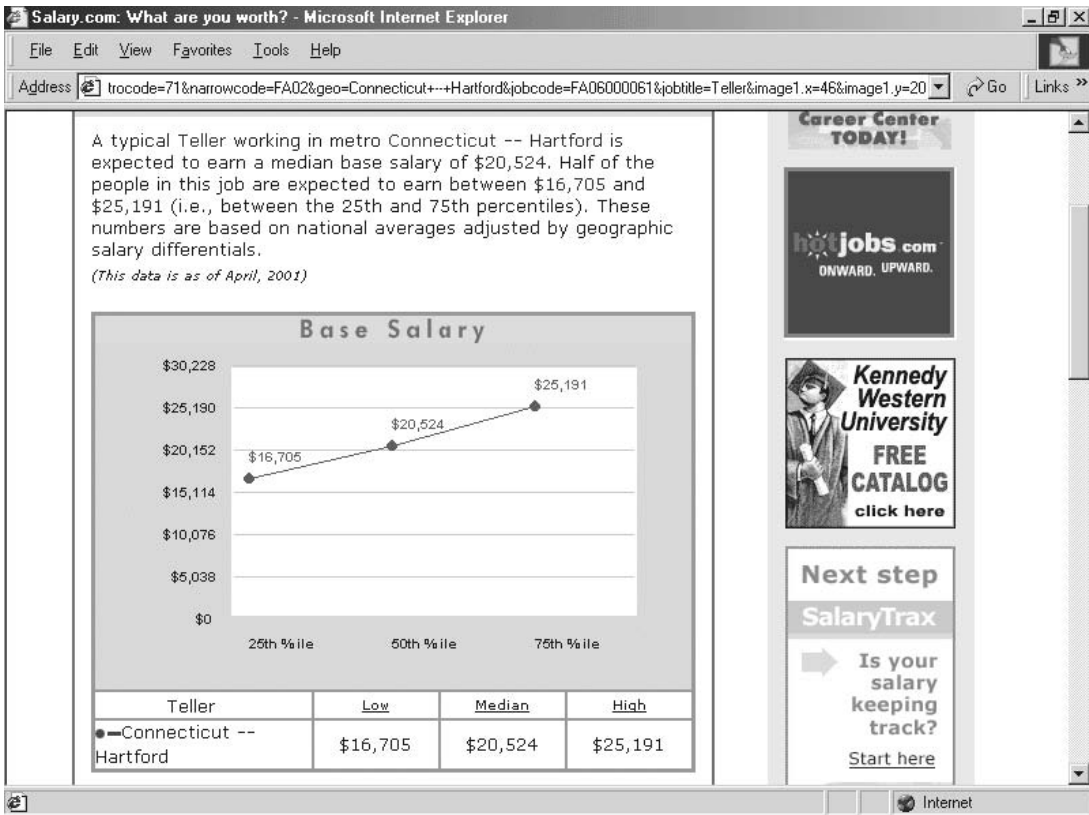 Salary.com: What are you worth? - Microsoft Internet Explorer
File Edit View Favorites Tools Help
Address trocode=71&narrowcode=FA02&geo=Connecticut+--+Hartford&jobcode=FA06000061&jobtitle=Teller&image1.x=46&image1.y=20 Go Links »
A typical Teller working in metro Connecticut -- Hartford is
expected to earn a median base salary of $20,524. Half of the
people in this job are expected to earn between $16,705 and
$25,191 (i.e., between the 25th and 75th percentiles). These
numbers are based on national averages adjusted by geographic
salary differentials.
(This data is as of April, 2001)
Base Salary
$30,228
$25,190
$20,152
$15,114
$10,076
$5,038
$0
$16,705
$20,524
$25,191
25th %ile 50th %ile 75th %ile
Teller Low Median High
Connecticut --
Hartford $16,705 $20,524 $25,191
Career Center
TODAY!
hotjobs.com
ONWARD. UPWARD.
Kennedy
Western
University
FREE
CATALOG
click here
Next step
SalaryTrax
Is your
salary
keeping
track?
Start here
Internet